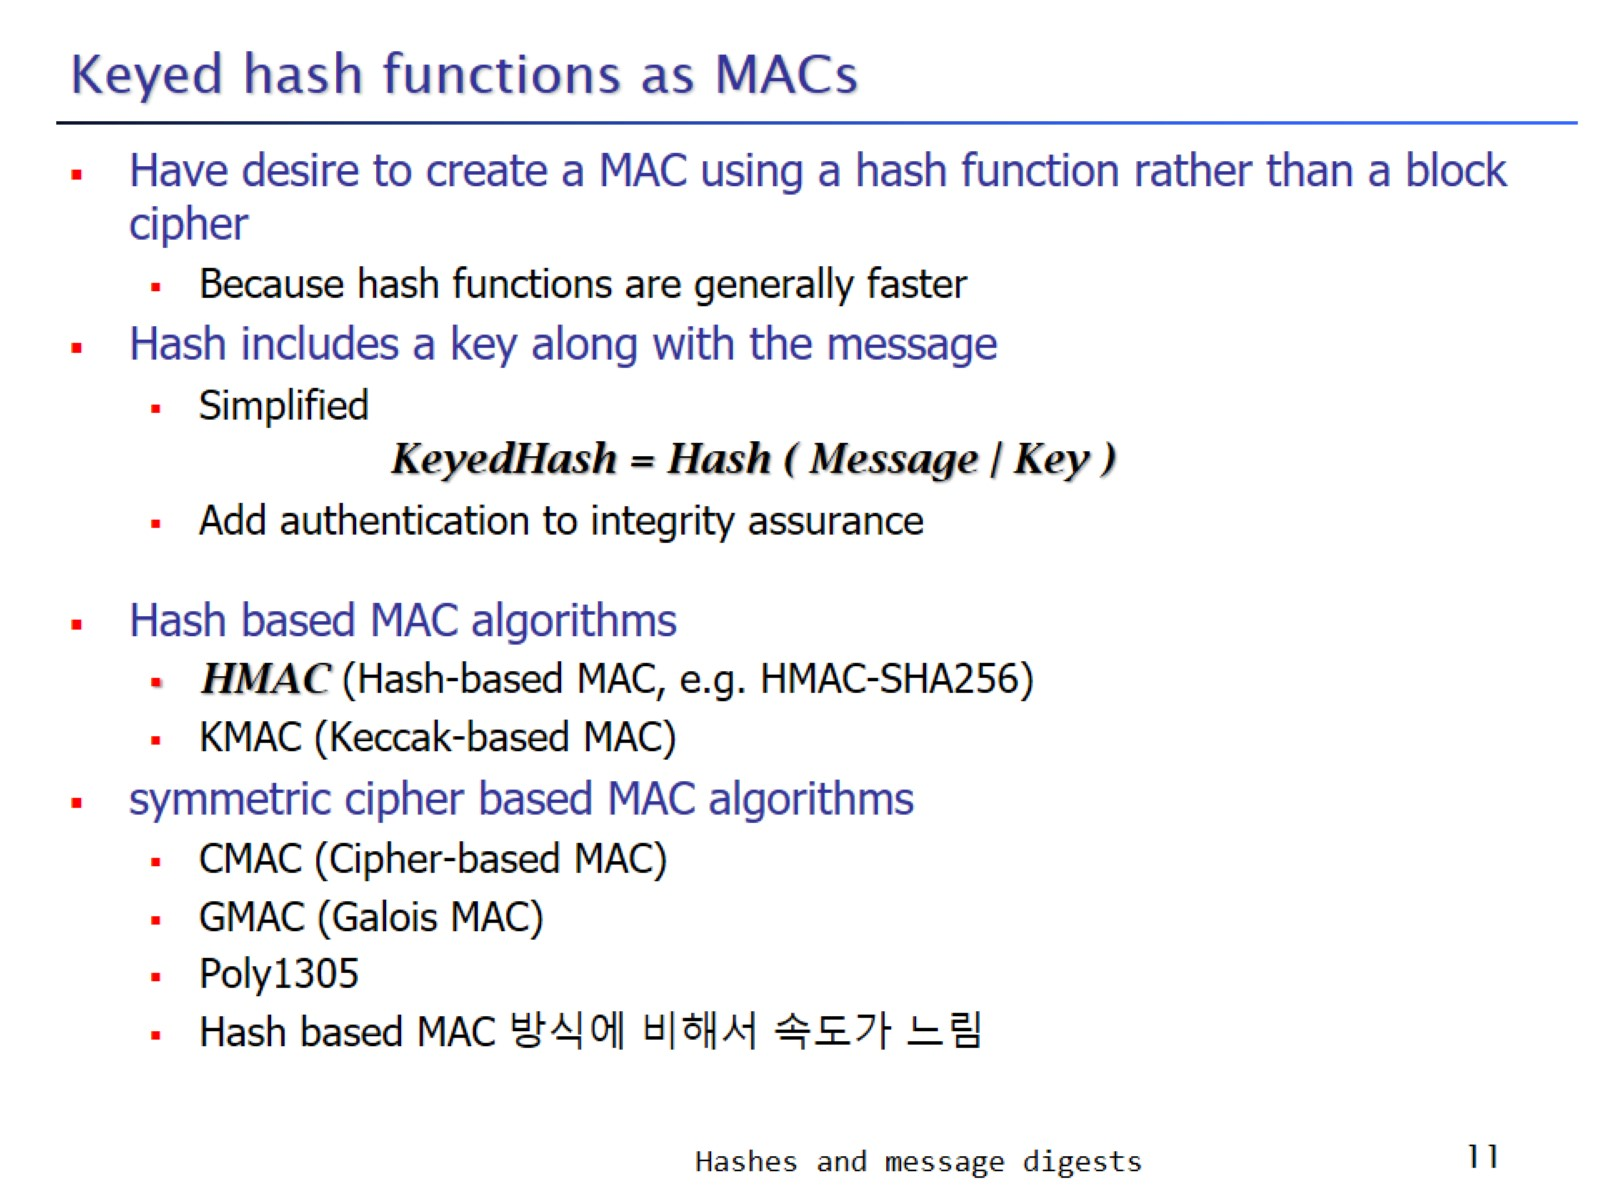 Keyed hash functions as MACs
Have desire to create a MAC using a hash function rather than a block
cipher
Because hash functions are generally faster
Hash includes a key along with the message
Simplified
KeyedHash = Hash ( Message | Key )
Add authentication to integrity assurance
Hash based MAC algorithms
HMAC (Hash-based MAC, e.g. HMAC-SHA256)
KMAC (Keccak-based MAC)
symmetric cipher based MAC algorithms
CMAC (Cipher-based MAC)
GMAC (Galois MAC)
Poly1305
Hash based MAC 방식에 비해서 속도가 느림
Hashes and message digests
11